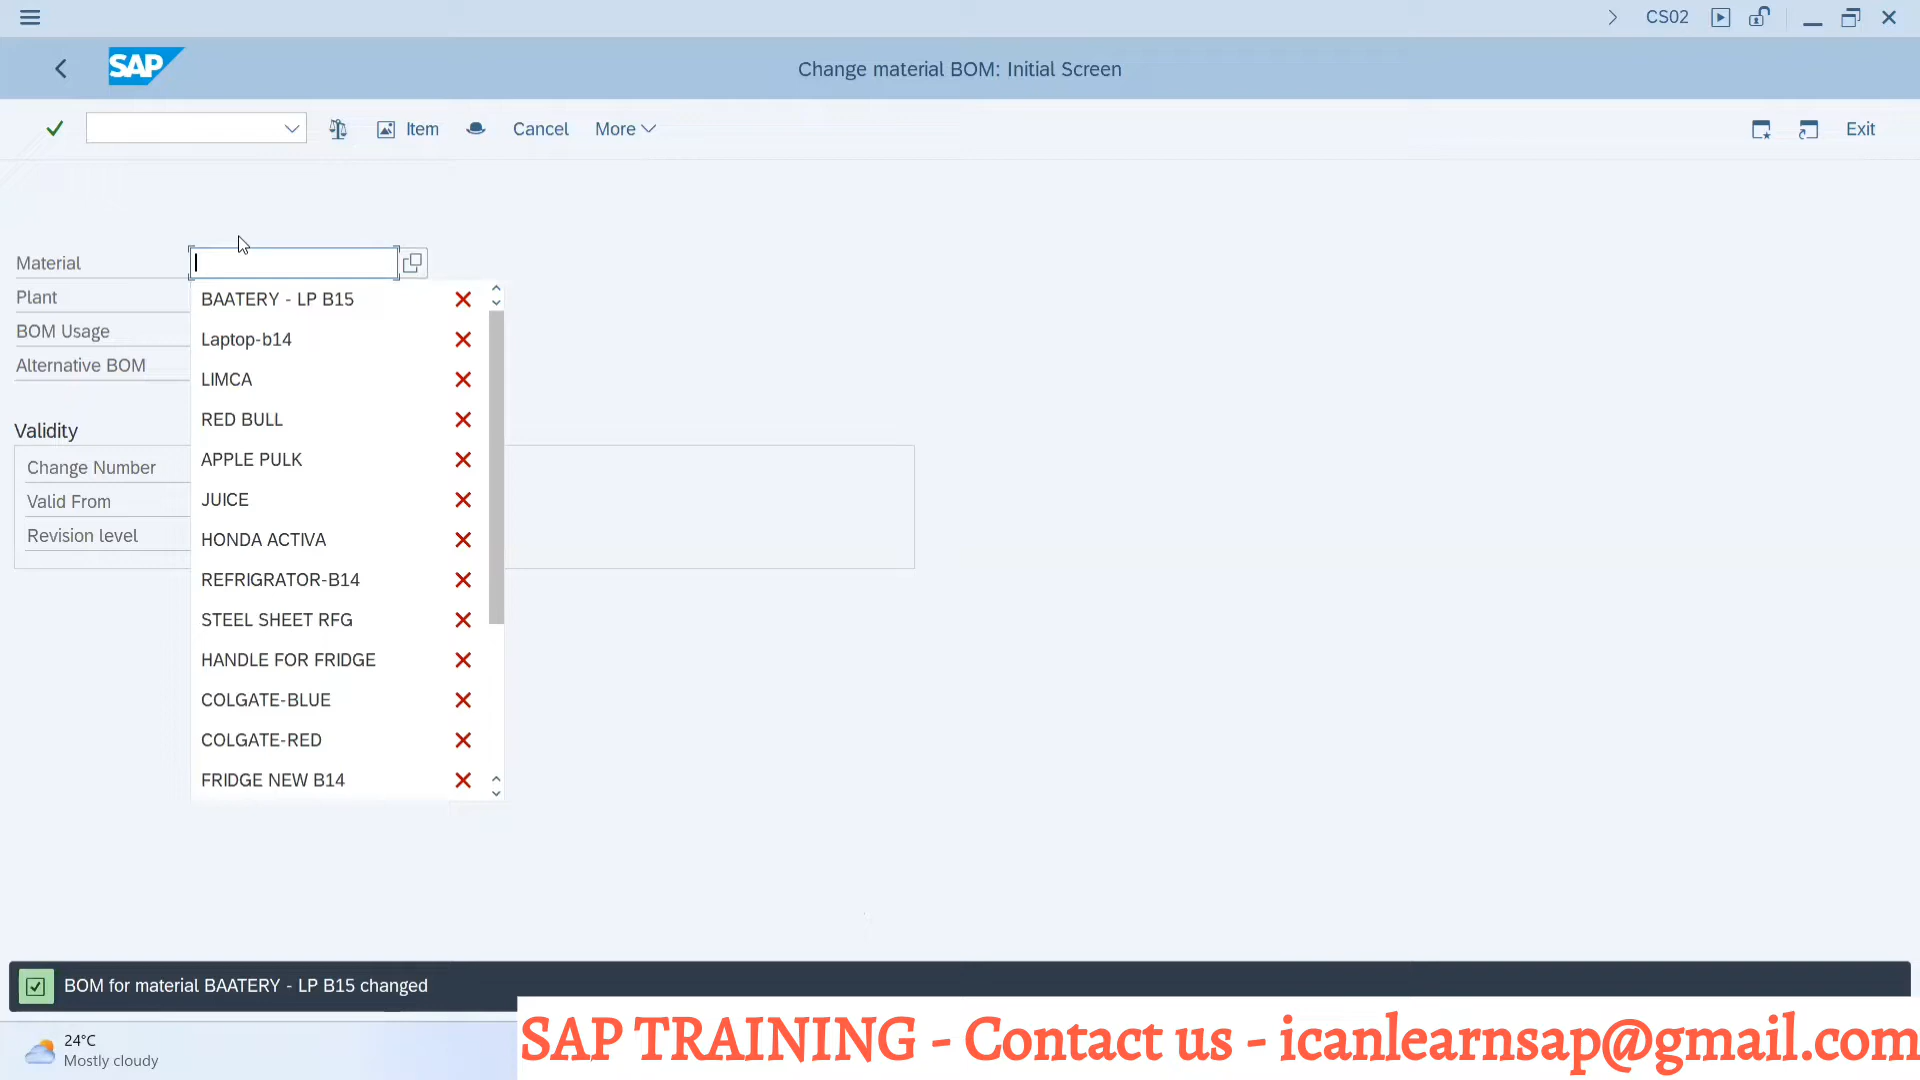 CS02
SAP
Change material BOM: Initial Screen
Item
Cancel
More
Exit
Material
Plant
BOM Usage
Alternative BOM
BAATERY - LP B15
Laptop-b14
LIMCA
RED BULL
APPLE PULK
JUICE
HONDA ACTIVA
REFRIGRATOR-B14
STEEL SHEET RFG
HANDLE FOR FRIDGE
COLGATE-BLUE
COLGATE-RED
FRIDGE NEW B14
Validity
Change Number
Valid From
Revision level
BOM for material BAATERY - LP B15 changed
24°C
Mostly cloudy
SAP TRAINING - Contact us - icanlearnsap@gmail.com